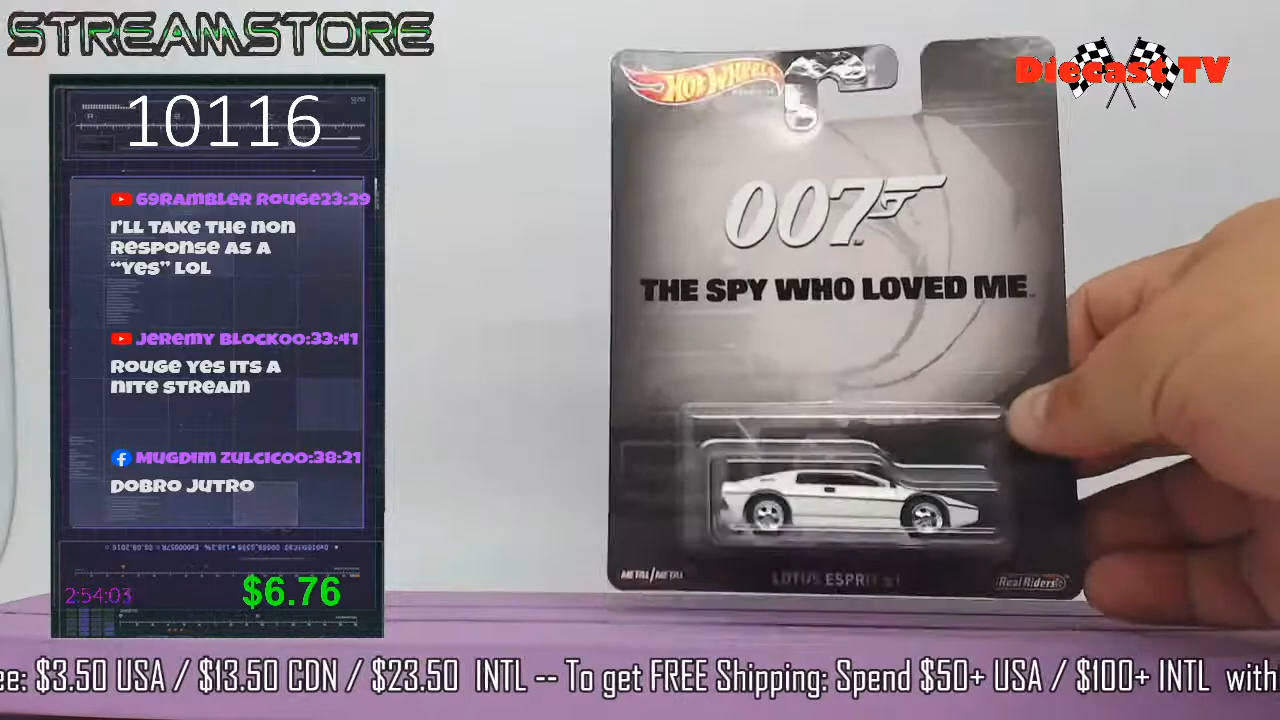 STREAMSTORE
10116
69RAMBLER ROUGE23:29
I'LL TAKE THE NON
RESPONSE AS A
“YES” LOL
JEREMY BLOCK00:33:41
ROUGE YES ITS A
NITE STREAM
MUGDIM ZULCIC00:38:21
DOBRO JUTRO
2:54:03
$6.76
Diecast TV
HOT WHEELS
007
THE SPY WHO LOVED ME
METAL/METAL
LOTUS ESPRIT S1
Real Riders
ee: $3.50 USA / $13.50 CDN / $23.50 INTL -- To get FREE Shipping: Spend $50+ USA / $100+ INTL with